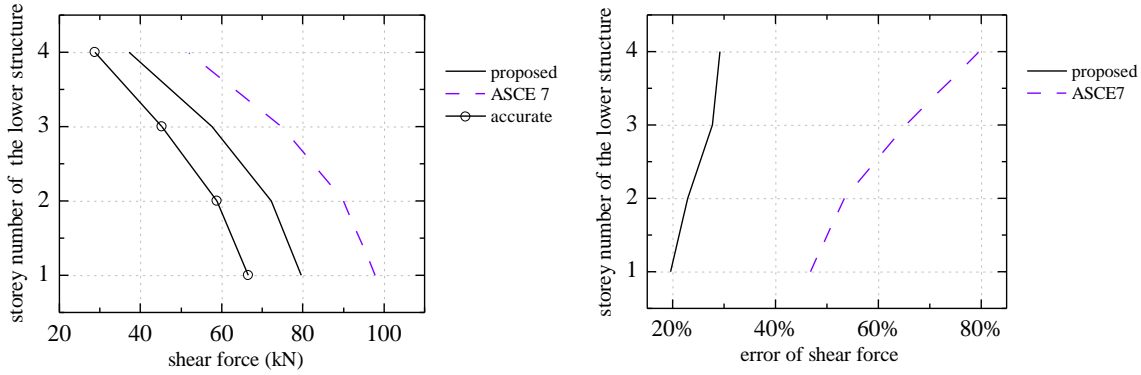 storey number of the lower structure
4
3
2
1
20
40
60
80
100
shear force (kN)
proposed
ASCE 7
accurate
storey number of the lower structure
4
3
2
1
20%
40%
60%
80%
error of shear force
proposed
ASCE7